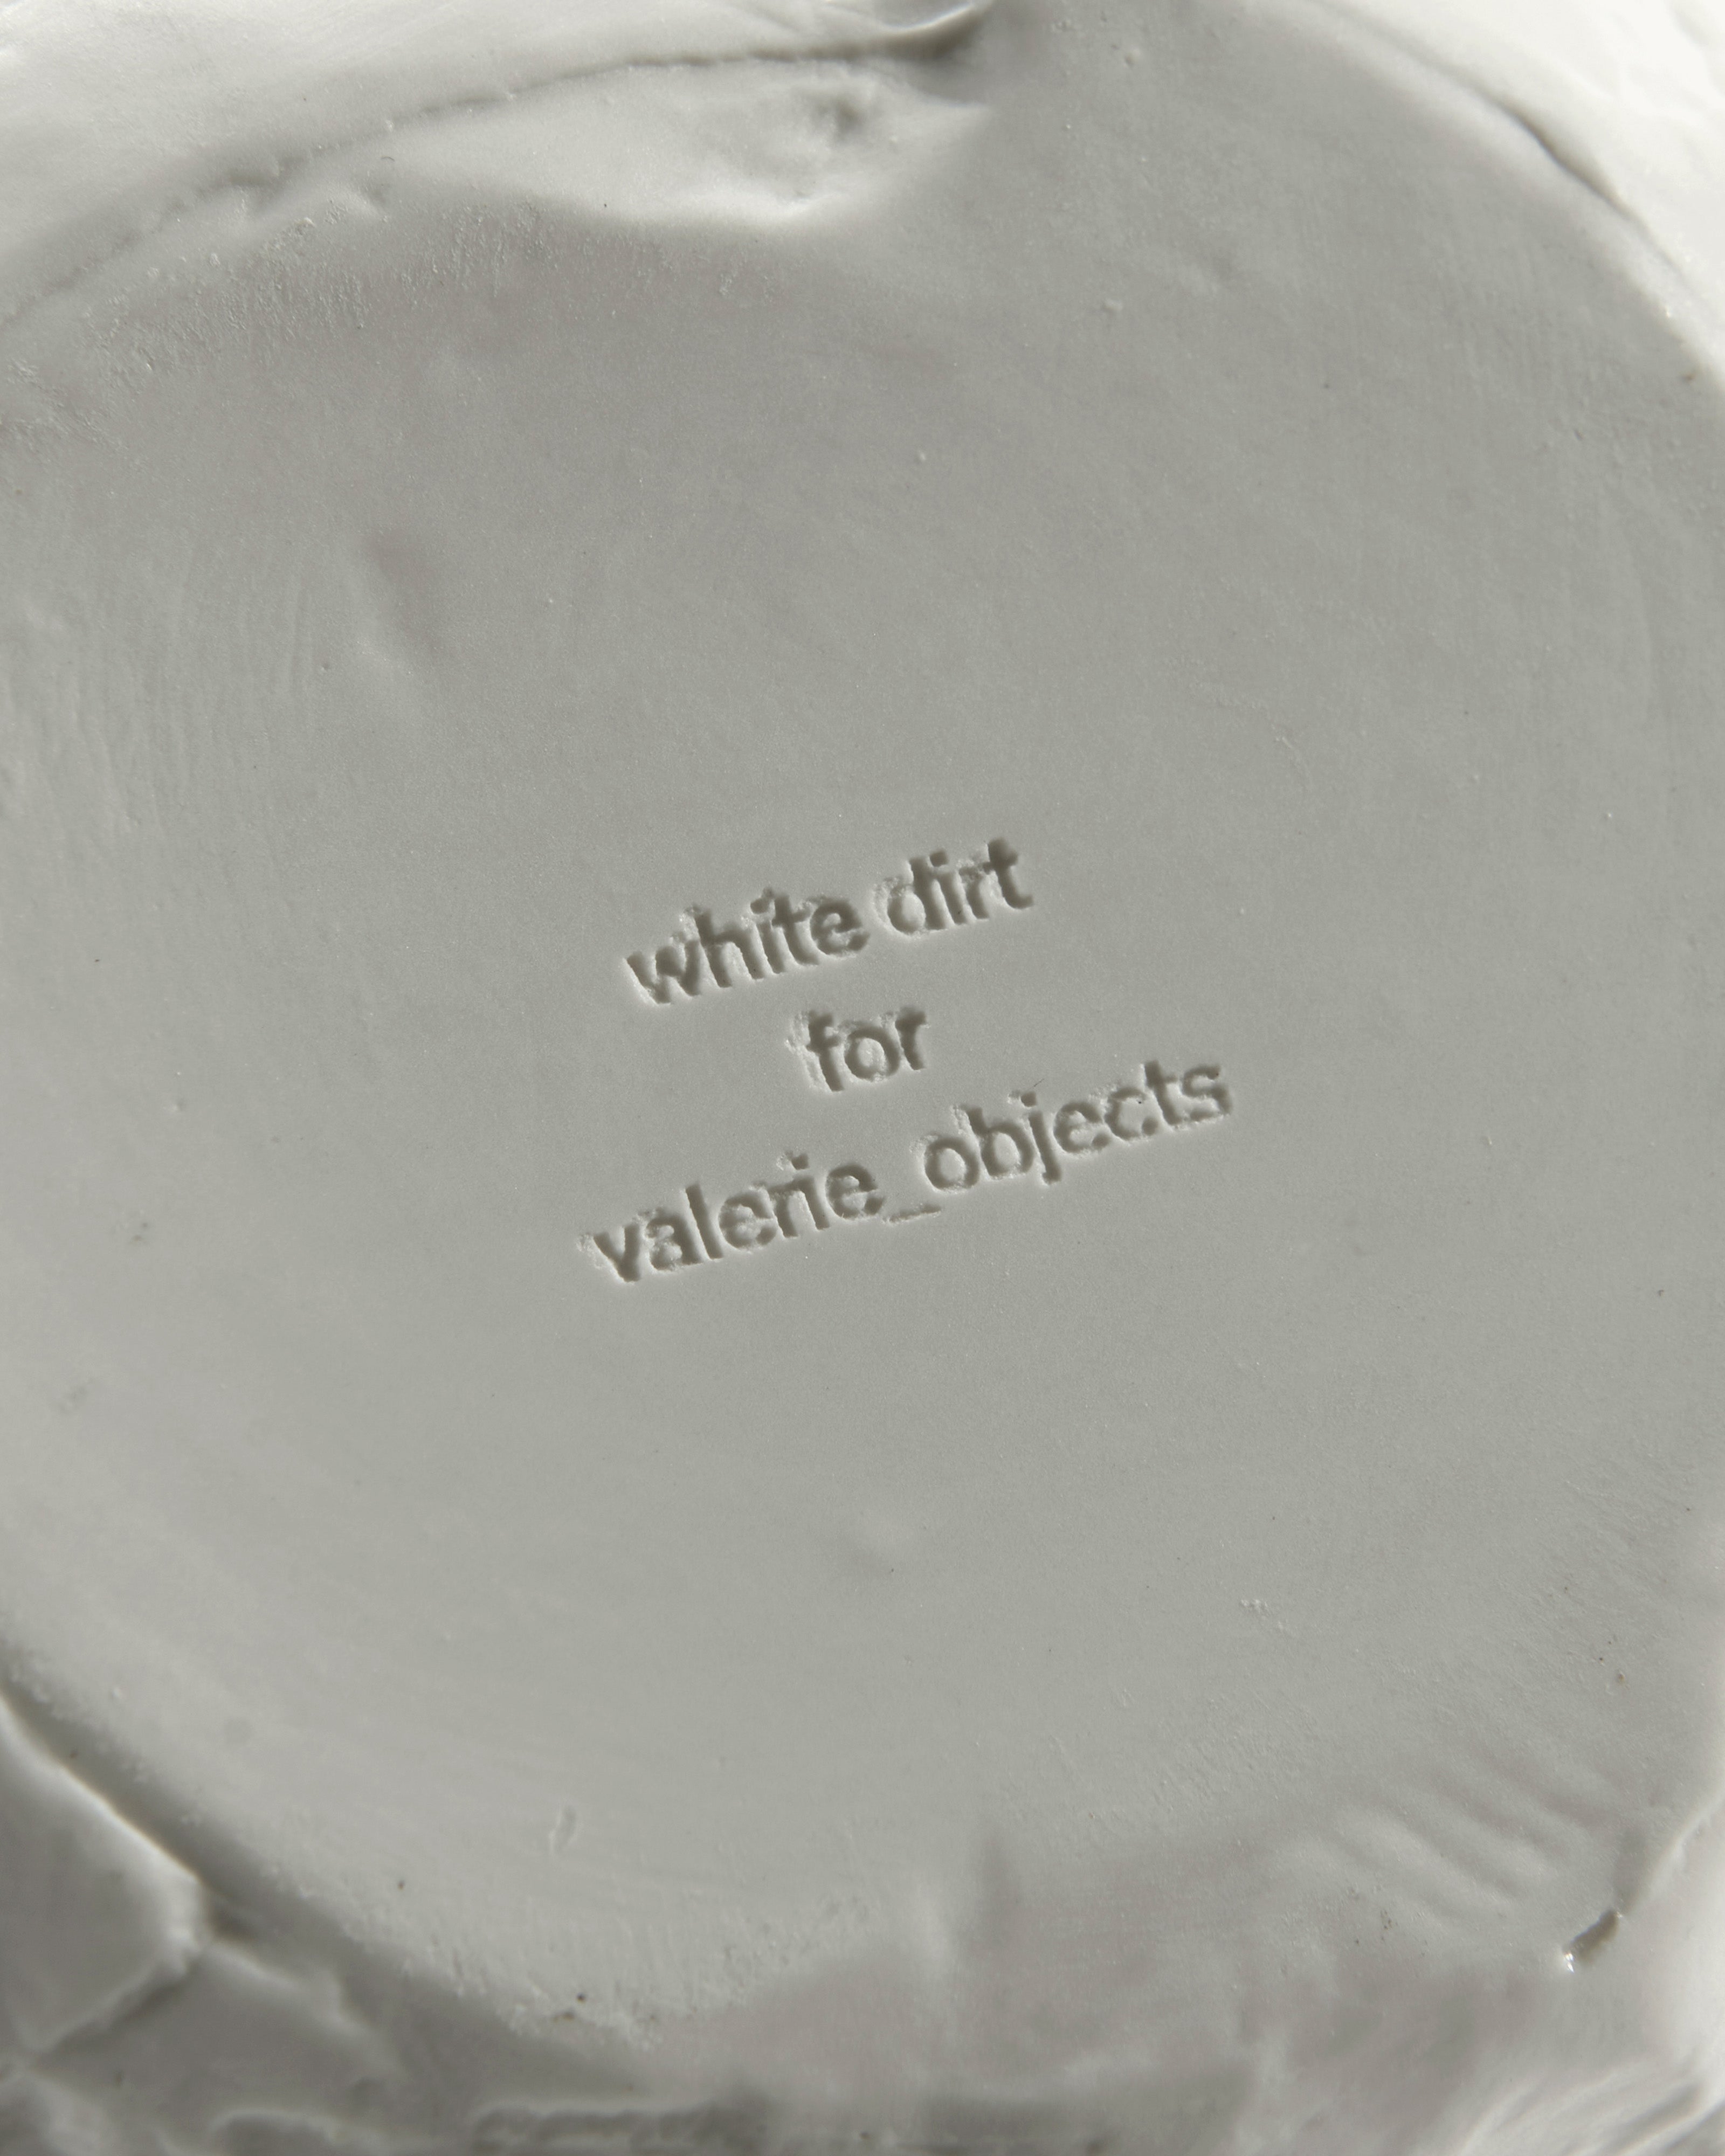 white dirt
for
valerie_objects